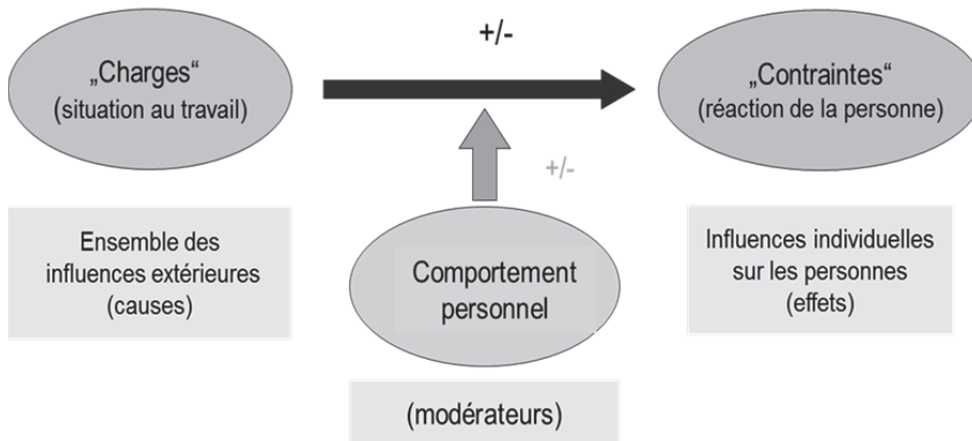 +/-
„Charges“
(situation au travail)
„Contraintes“
(réaction de la personne)
+/-
Ensemble des
influences extérieures
(causes)
Comportement
personnel
Influences individuelles
sur les personnes
(effets)
(modérateurs)